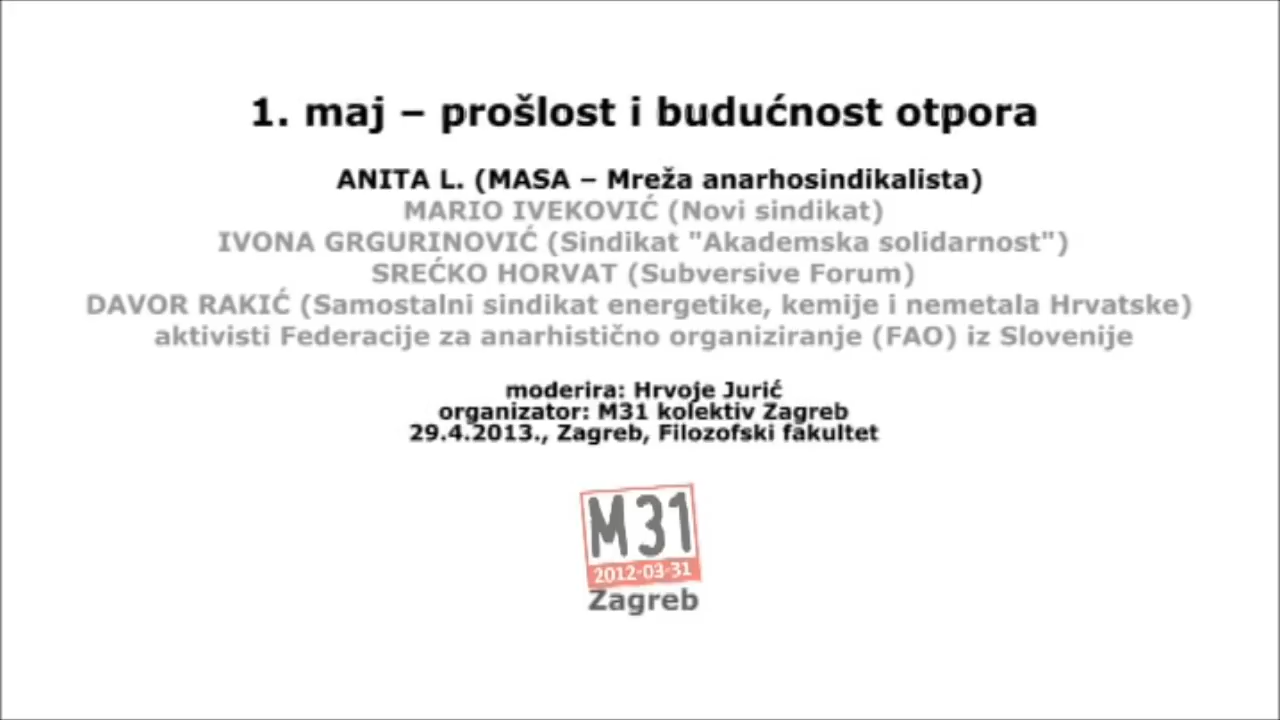 1. maj – prošlost i budućnost otpora
ANITA L. (MASA – Mreža anarhosindikalista)
MARIO IVEKOVIĆ (Novi sindikat)
IVONA GRGURINOVIĆ (Sindikat "Akademska solidarnost")
SREĆKO HORVAT (Subversive Forum)
DAVOR RAKIĆ (Samostalni sindikat energetike, kemije i nemetala Hrvatske)
aktivisti Federacije za anarhistično organiziranje (FAO) iz Slovenije
moderira: Hrvoje Jurić
organizator: M31 kolektiv Zagreb
29.4.2013., Zagreb, Filozofski fakultet
M31
2012-03-31
Zagreb